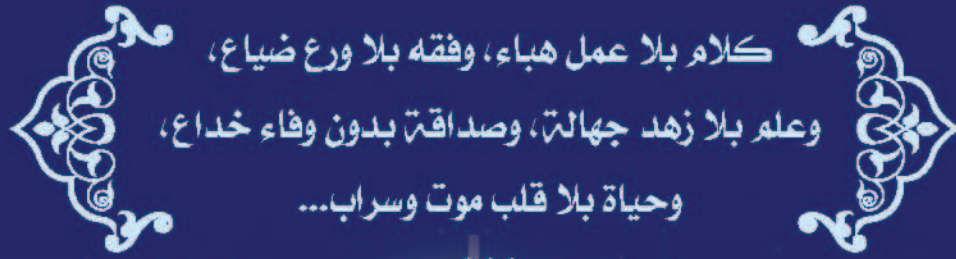 كلام بلا عمل هباء، وفقه بلا ورع ضياع،
وعلم بلا زهد جهالة، وصداقة بدون وفاء خداع،
وحياة بلا قلب موت وسراب...